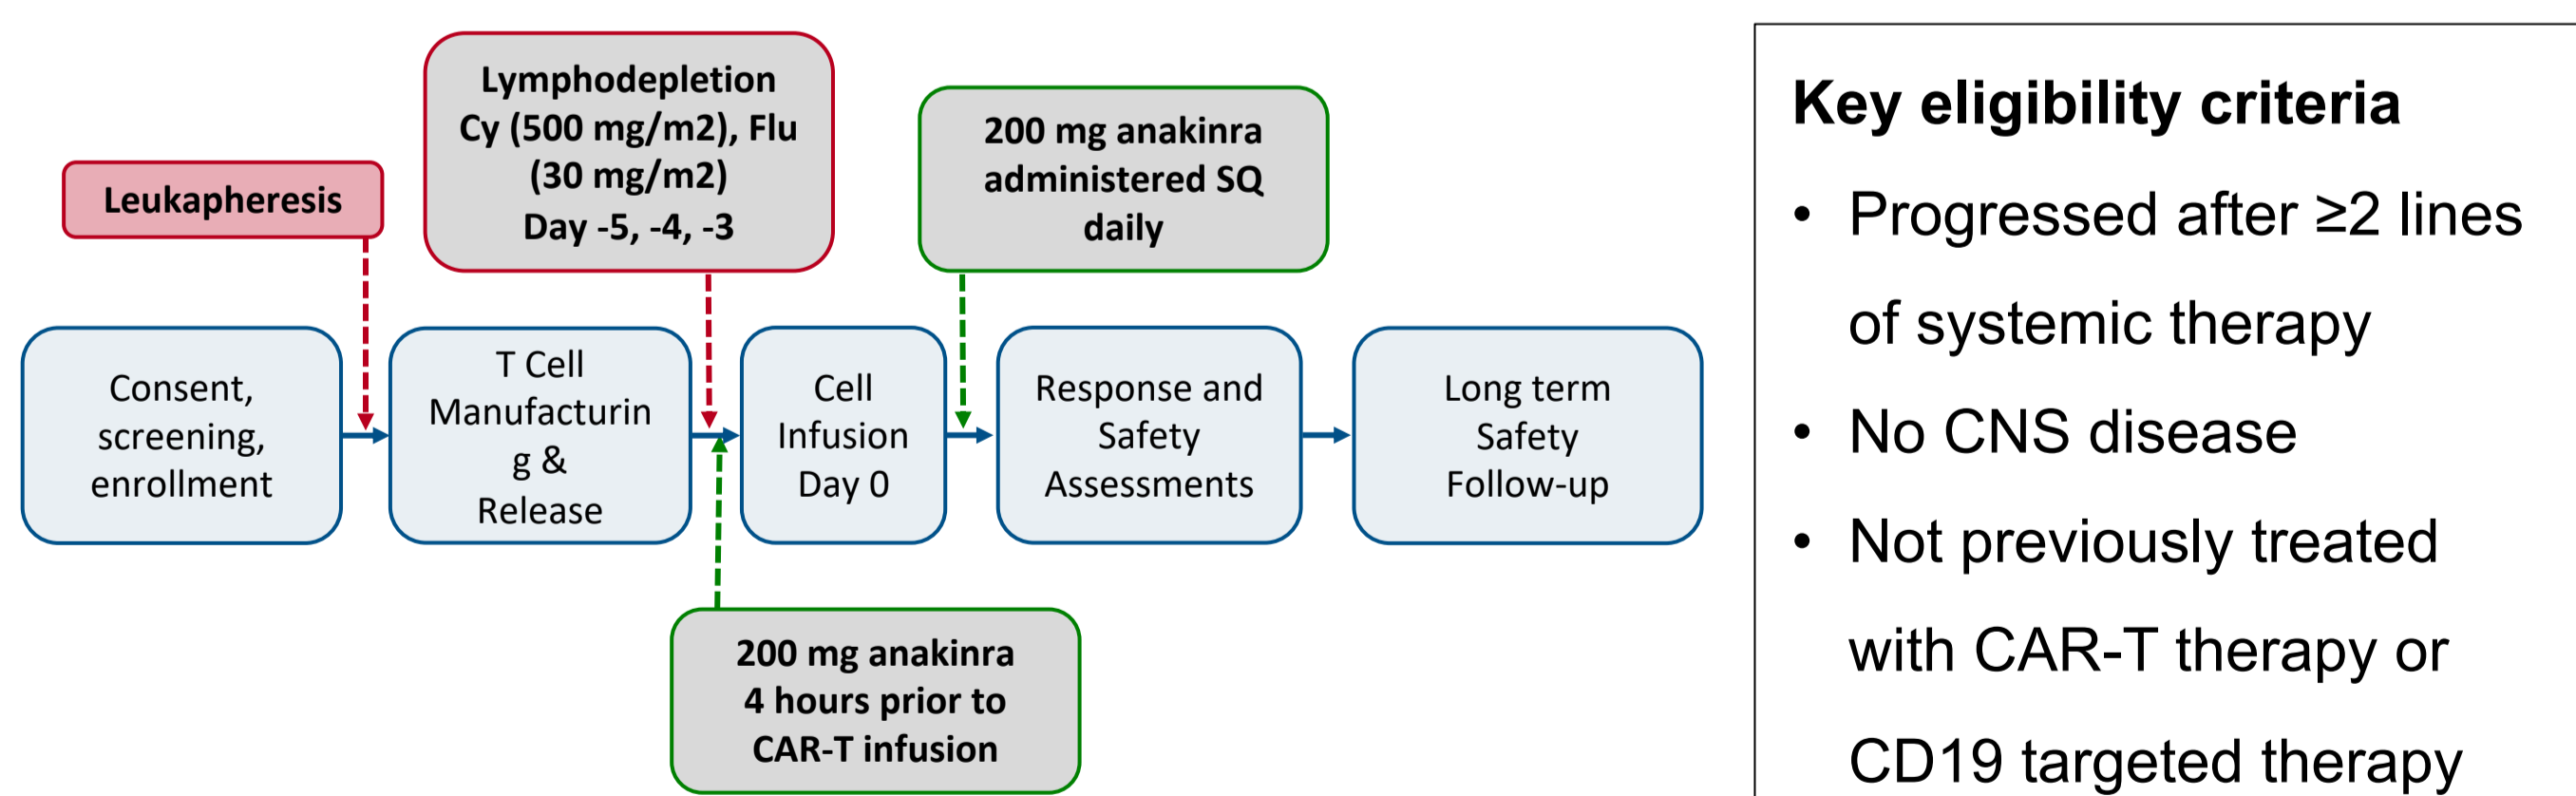 Leukapheresis
Lymphodepletion
Cy (500 mg/m2), Flu
(30 mg/m2)
Day -5, -4, -3
200 mg anakinra
administered SQ
daily
Consent,
screening,
enrollment
T Cell
Manufacturin
g &
Release
Cell
Infusion
Day 0
Response and
Safety
Assessments
Long term
Safety
Follow-up
200 mg anakinra
4 hours prior to
CAR-T infusion
Key eligibility criteria
• Progressed after ≥2 lines
of systemic therapy
• No CNS disease
• Not previously treated
with CAR-T therapy or
CD19 targeted therapy